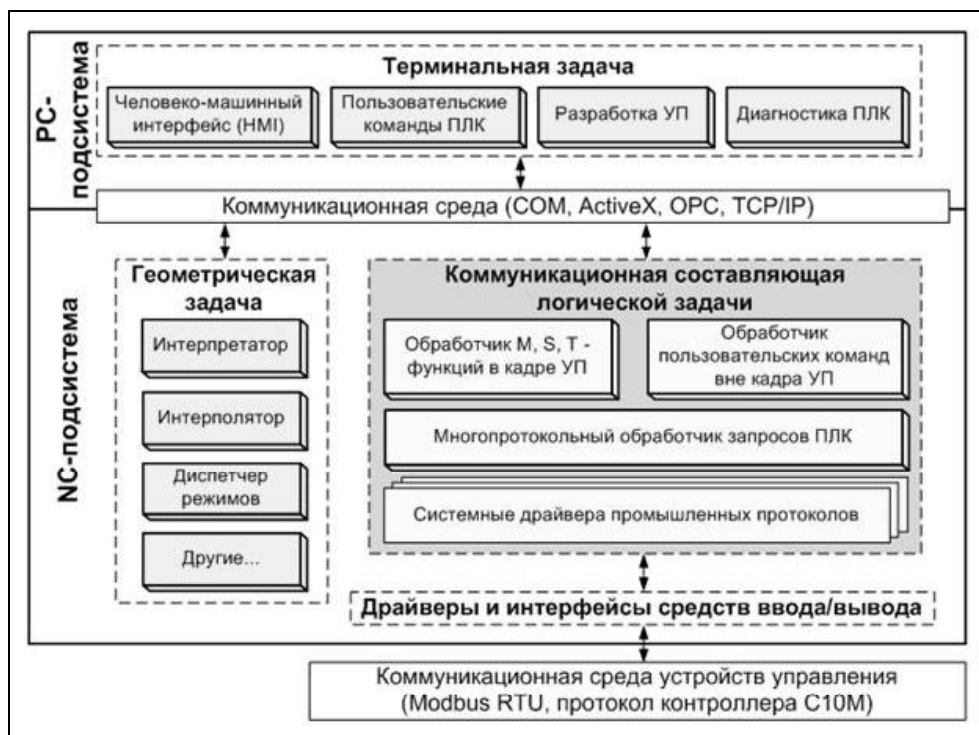 PC-
подсистема
Терминальная задача
Человеко-машинный
интерфейс (HMI)
Пользовательские
команды ПЛК
Разработка УП
Диагностика ПЛК
Коммуникационная среда (COM, ActiveX, OPC, TCP/IP)
NC-подсистема
Геометрическая
задача
Интерпретатор
Интерполятор
Диспетчер
режимов
Другие...
Коммуникационная составляющая
логической задачи
Обработчик M, S, T -
функций в кадре УП
Обработчик
пользовательских команд
вне кадра УП
Многопротокольный обработчик запросов ПЛК
Системные драйвера промышленных протоколов
Драйверы и интерфейсы средств ввода/вывода
Коммуникационная среда устройств управления
(Modbus RTU, протокол контроллера C10M)